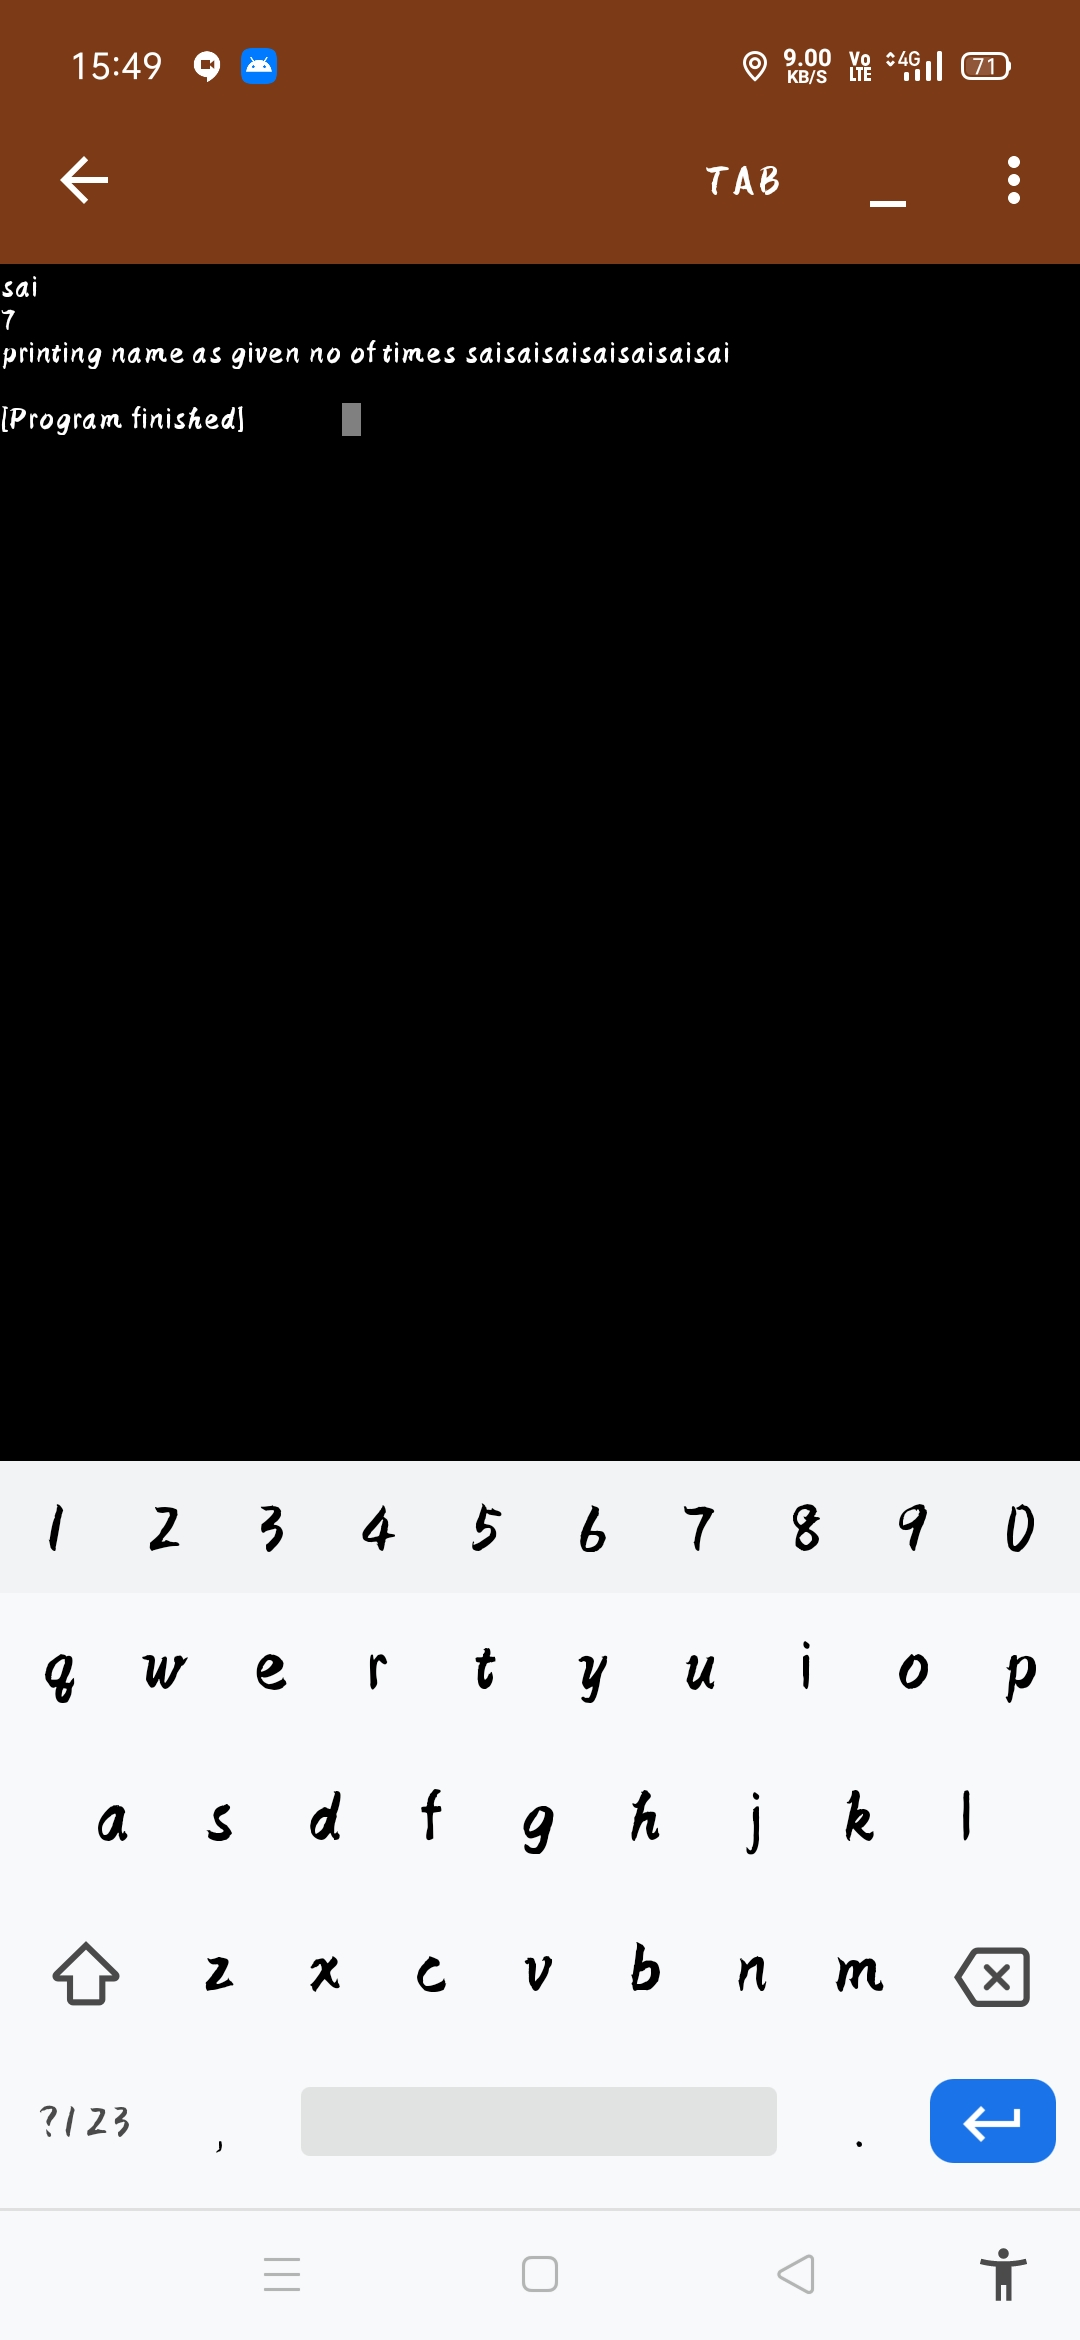 15:49 9.00 KB/S Vo LTE 4G 71
TAB
sai
7
printing name as given no of times saisaisaisaisaisaisai
[Program finished]
1 2 3 4 5 6 7 8 9 0
q w e r t y u i o p
a s d f g h j k l
z x c v b n m
?123 , .